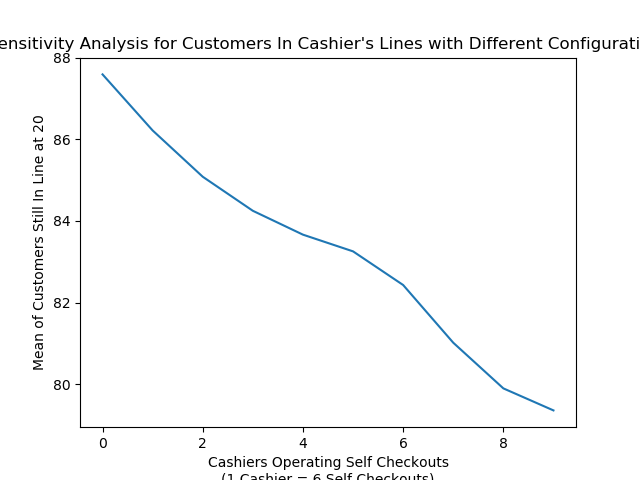 ensitivity Analysis for Customers In Cashier's Lines with Different Configurati
88
86
84
82
80
Mean of Customers Still In Line at 20
0 2 4 6 8
Cashiers Operating Self Checkouts
(1 Cashier = 6 Self Checkouts)